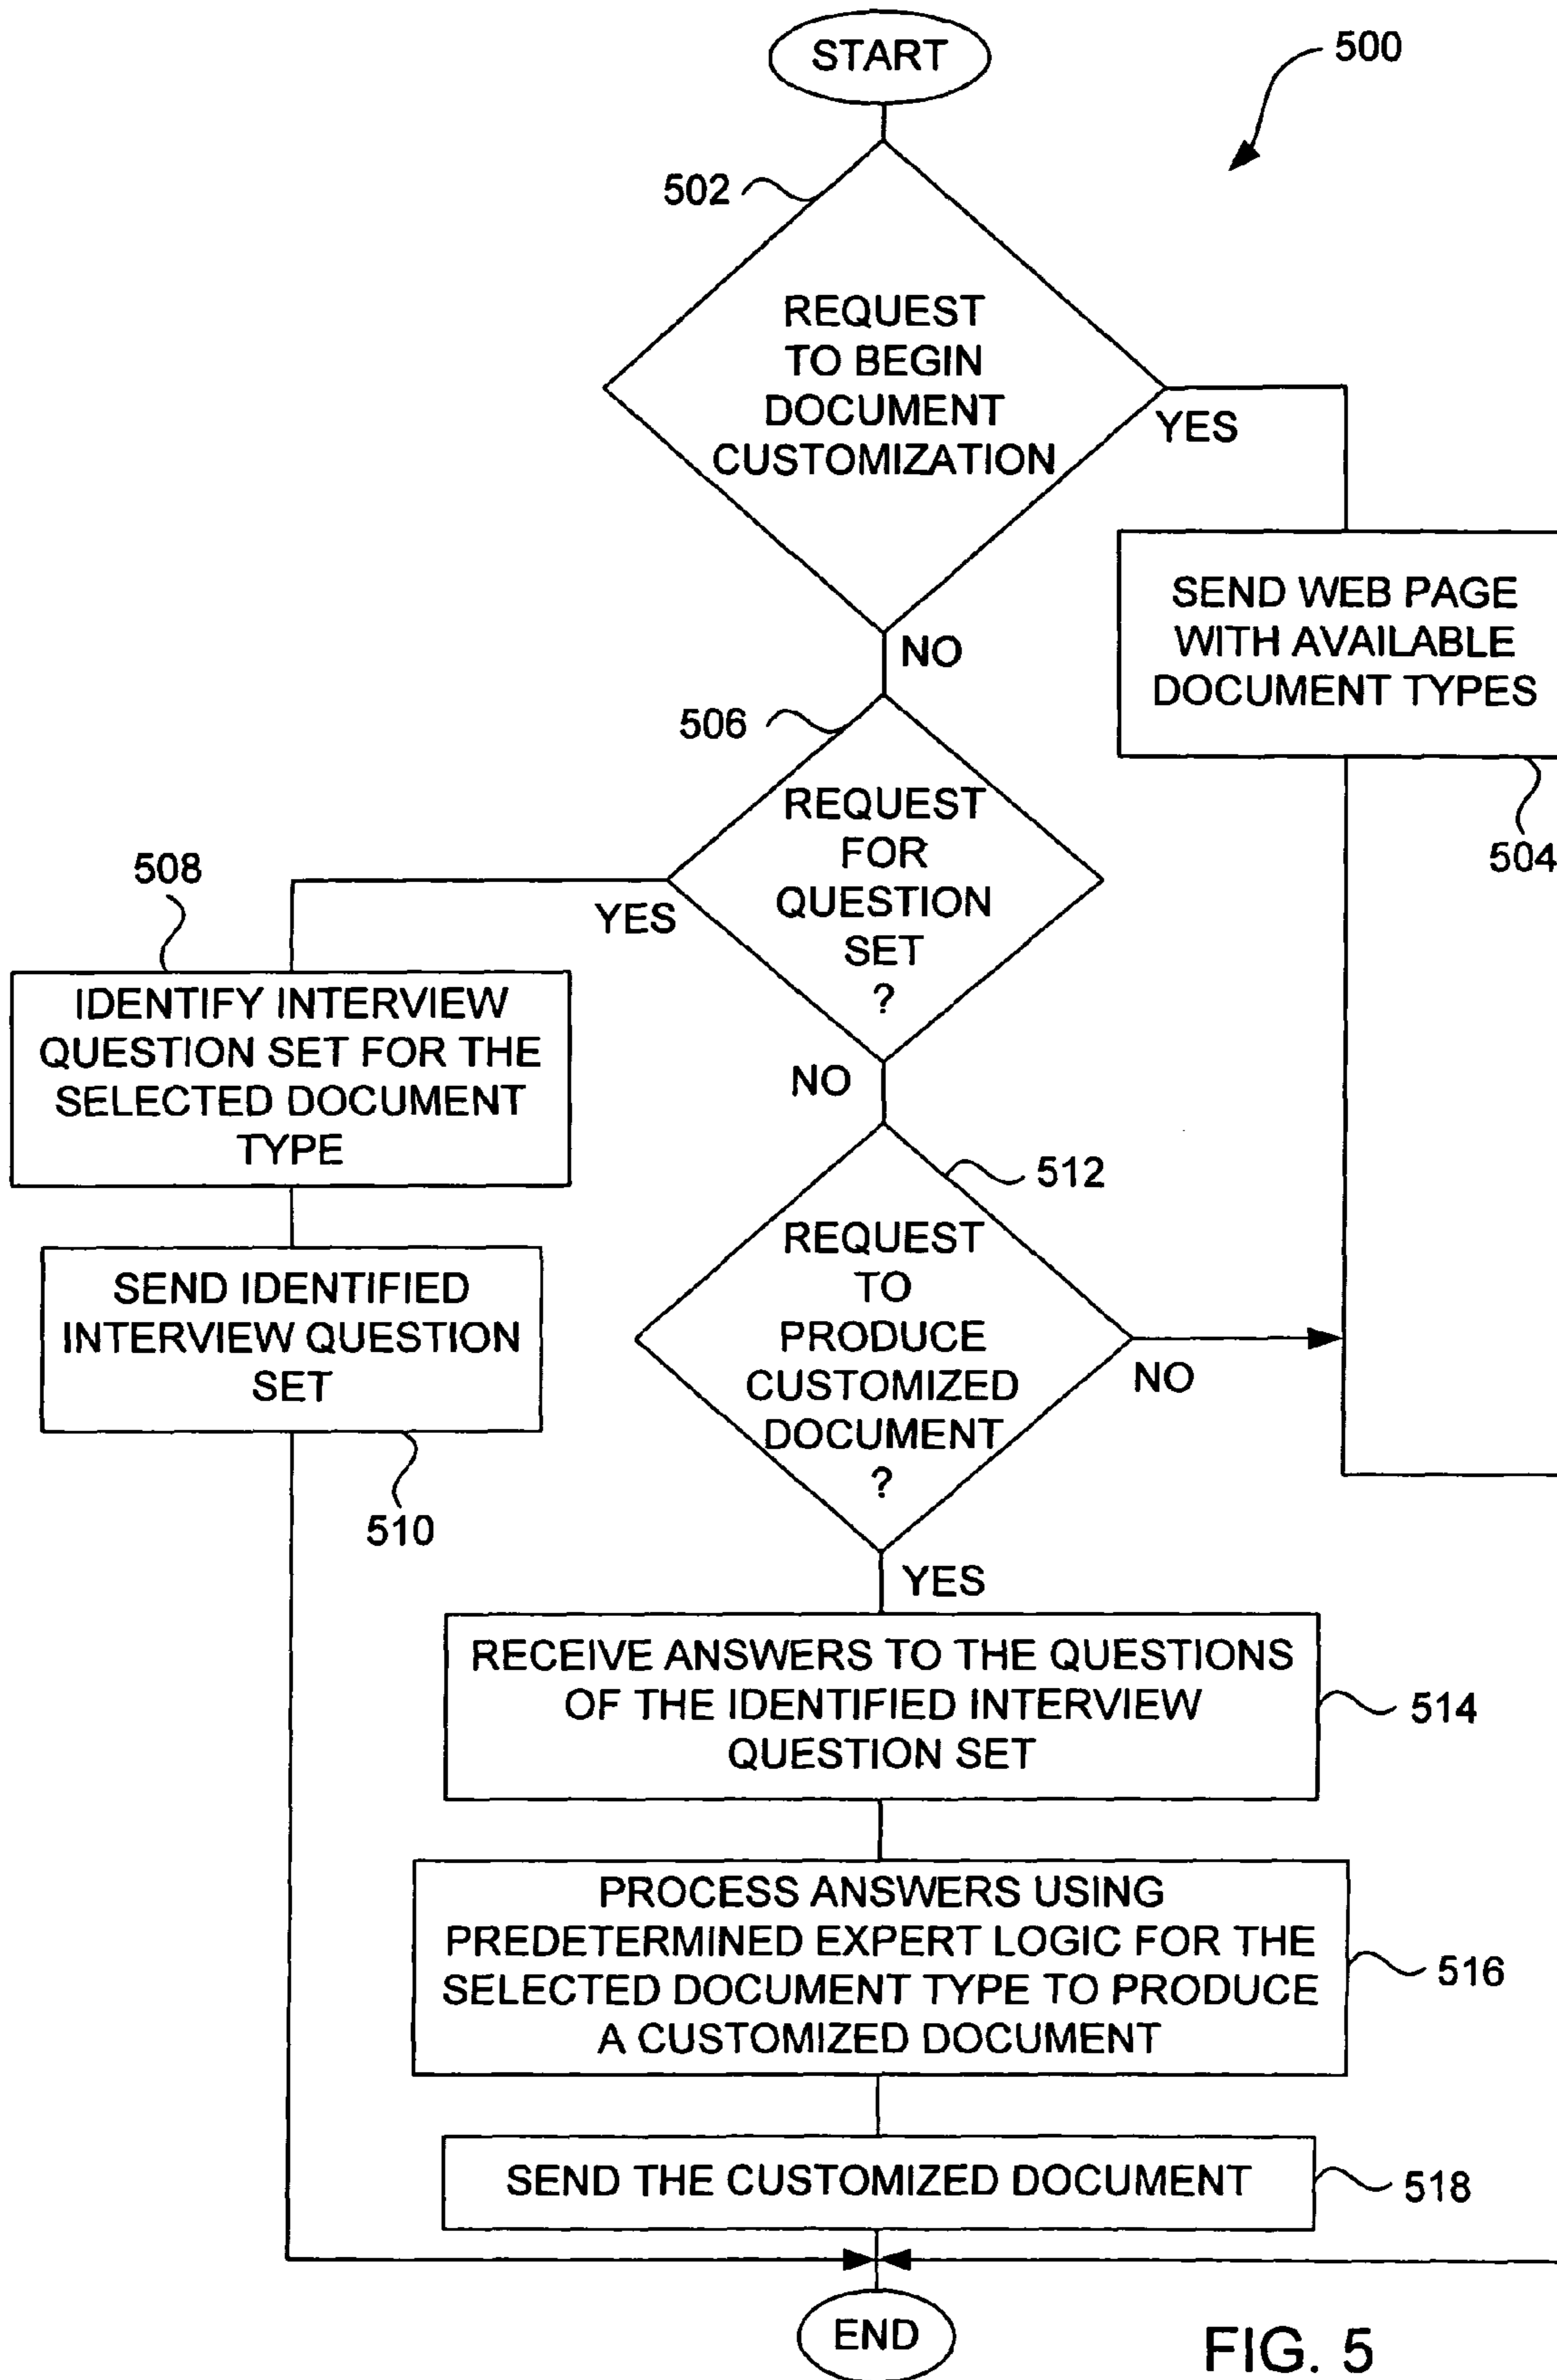 START
500
502
REQUEST
TO BEGIN
DOCUMENT
CUSTOMIZATION
YES
NO
SEND WEB PAGE
WITH AVAILABLE
DOCUMENT TYPES
504
506
REQUEST
FOR
QUESTION
SET
?
YES
NO
508
IDENTIFY INTERVIEW
QUESTION SET FOR THE
SELECTED DOCUMENT
TYPE
SEND IDENTIFIED
INTERVIEW QUESTION
SET
510
512
REQUEST
TO
PRODUCE
CUSTOMIZED
DOCUMENT
?
NO
YES
RECEIVE ANSWERS TO THE QUESTIONS
OF THE IDENTIFIED INTERVIEW
QUESTION SET
514
PROCESS ANSWERS USING
PREDETERMINED EXPERT LOGIC FOR THE
SELECTED DOCUMENT TYPE TO PRODUCE
A CUSTOMIZED DOCUMENT
516
SEND THE CUSTOMIZED DOCUMENT
518
END
FIG. 5